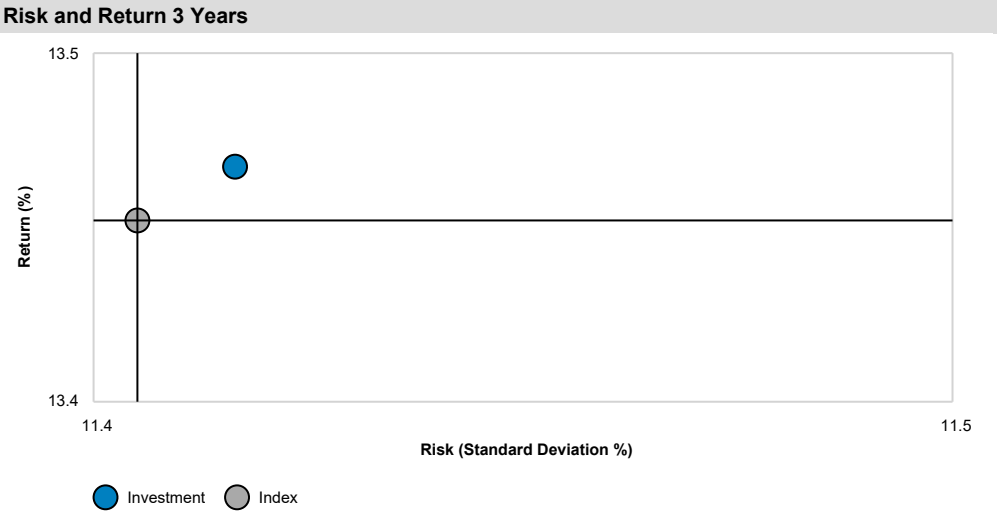 Risk and Return 3 Years
13.5
Return (%)
13.4
11.4
11.5
Risk (Standard Deviation %)
Investment
Index